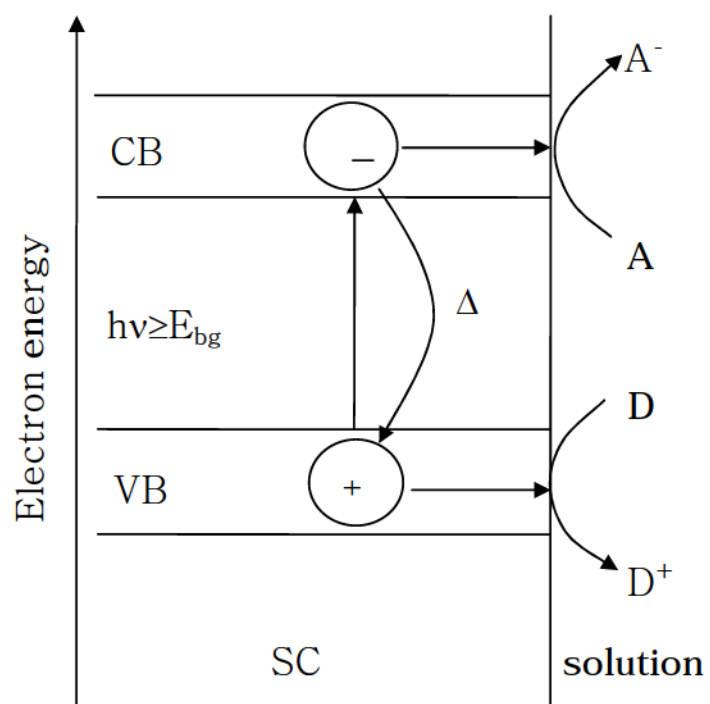 A⁻
CB
−
A
Electron energy
hν≥E_bg
Δ
D
VB
+
D⁺
SC
solution